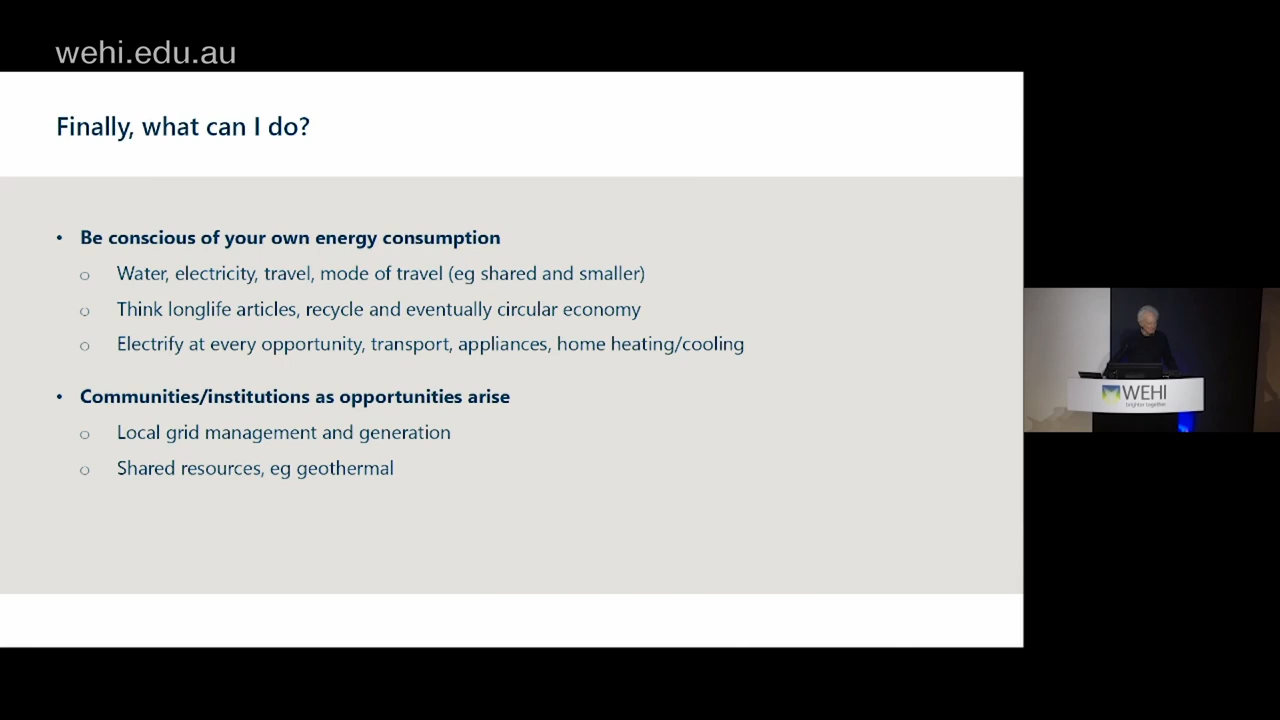 wehi.edu.au
Finally, what can I do?
• Be conscious of your own energy consumption
o Water, electricity, travel, mode of travel (eg shared and smaller)
o Think longlife articles, recycle and eventually circular economy
o Electrify at every opportunity, transport, appliances, home heating/cooling
• Communities/institutions as opportunities arise
o Local grid management and generation
o Shared resources, eg geothermal
WEHI
brighter together